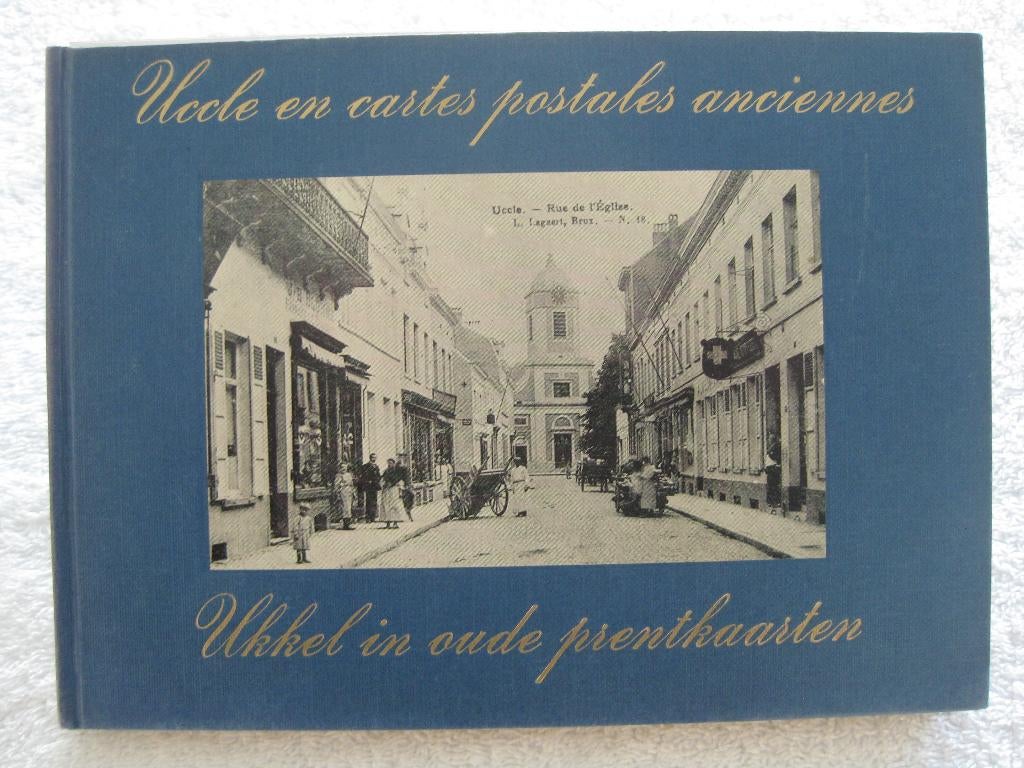 Uccle en cartes postales anciennes
Uccle. — Rue de l'Église.
L. Lagaert, Brux. — N. 18.
Ukkel in oude prentkaarten